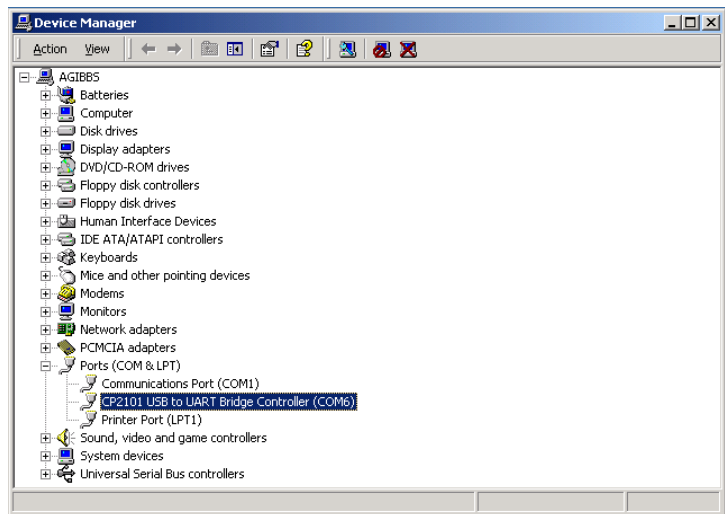 Device Manager
Action View
AGIBBS
Batteries
Computer
Disk drives
Display adapters
DVD/CD-ROM drives
Floppy disk controllers
Floppy disk drives
Human Interface Devices
IDE ATA/ATAPI controllers
Keyboards
Mice and other pointing devices
Modems
Monitors
Network adapters
PCMCIA adapters
Ports (COM & LPT)
Communications Port (COM1)
CP2101 USB to UART Bridge Controller (COM6)
Printer Port (LPT1)
Sound, video and game controllers
System devices
Universal Serial Bus controllers